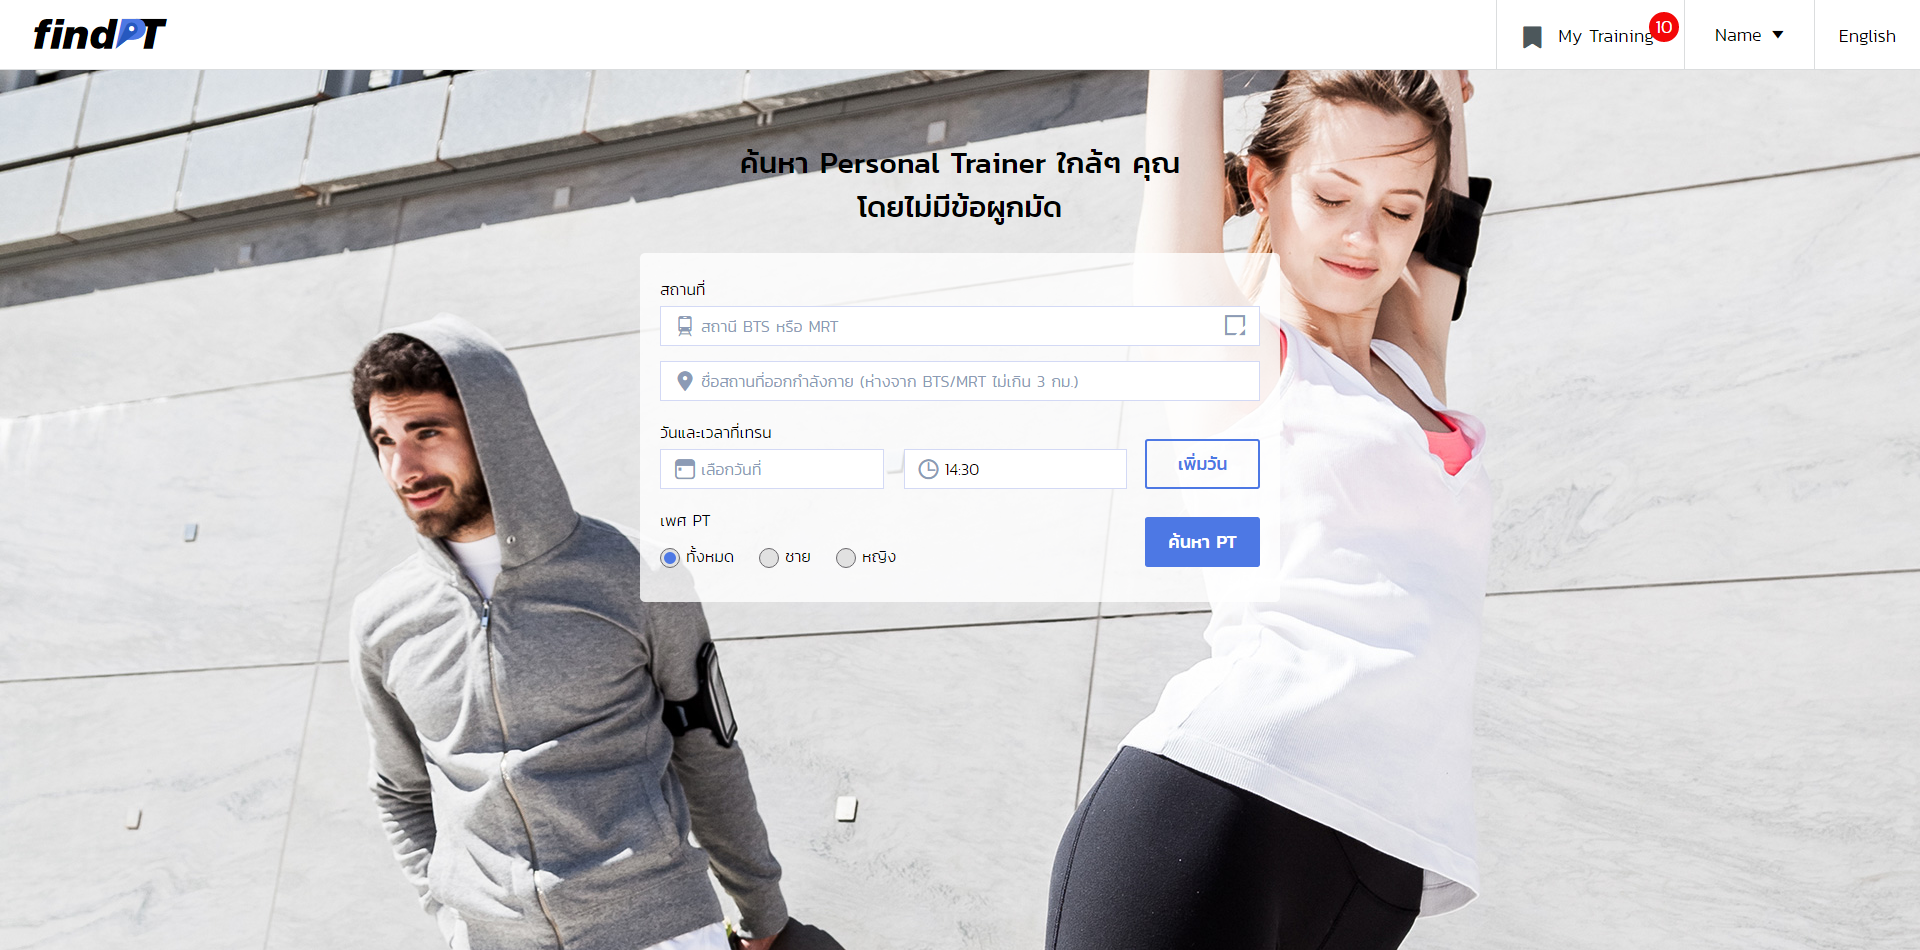 findPT
My Training
10
Name
English
ค้นหา Personal Trainer ใกล้ๆ คุณ
โดยไม่มีข้อผูกมัด
สถานที่
สถานี BTS หรือ MRT
ชื่อสถานที่ออกกำลังกาย (ห่างจาก BTS/MRT ไม่เกิน 3 กม.)
วันและเวลาที่เทรน
เลือกวันที่
14:30
เพิ่มวัน
เพศ PT
ทั้งหมด
ชาย
หญิง
ค้นหา PT